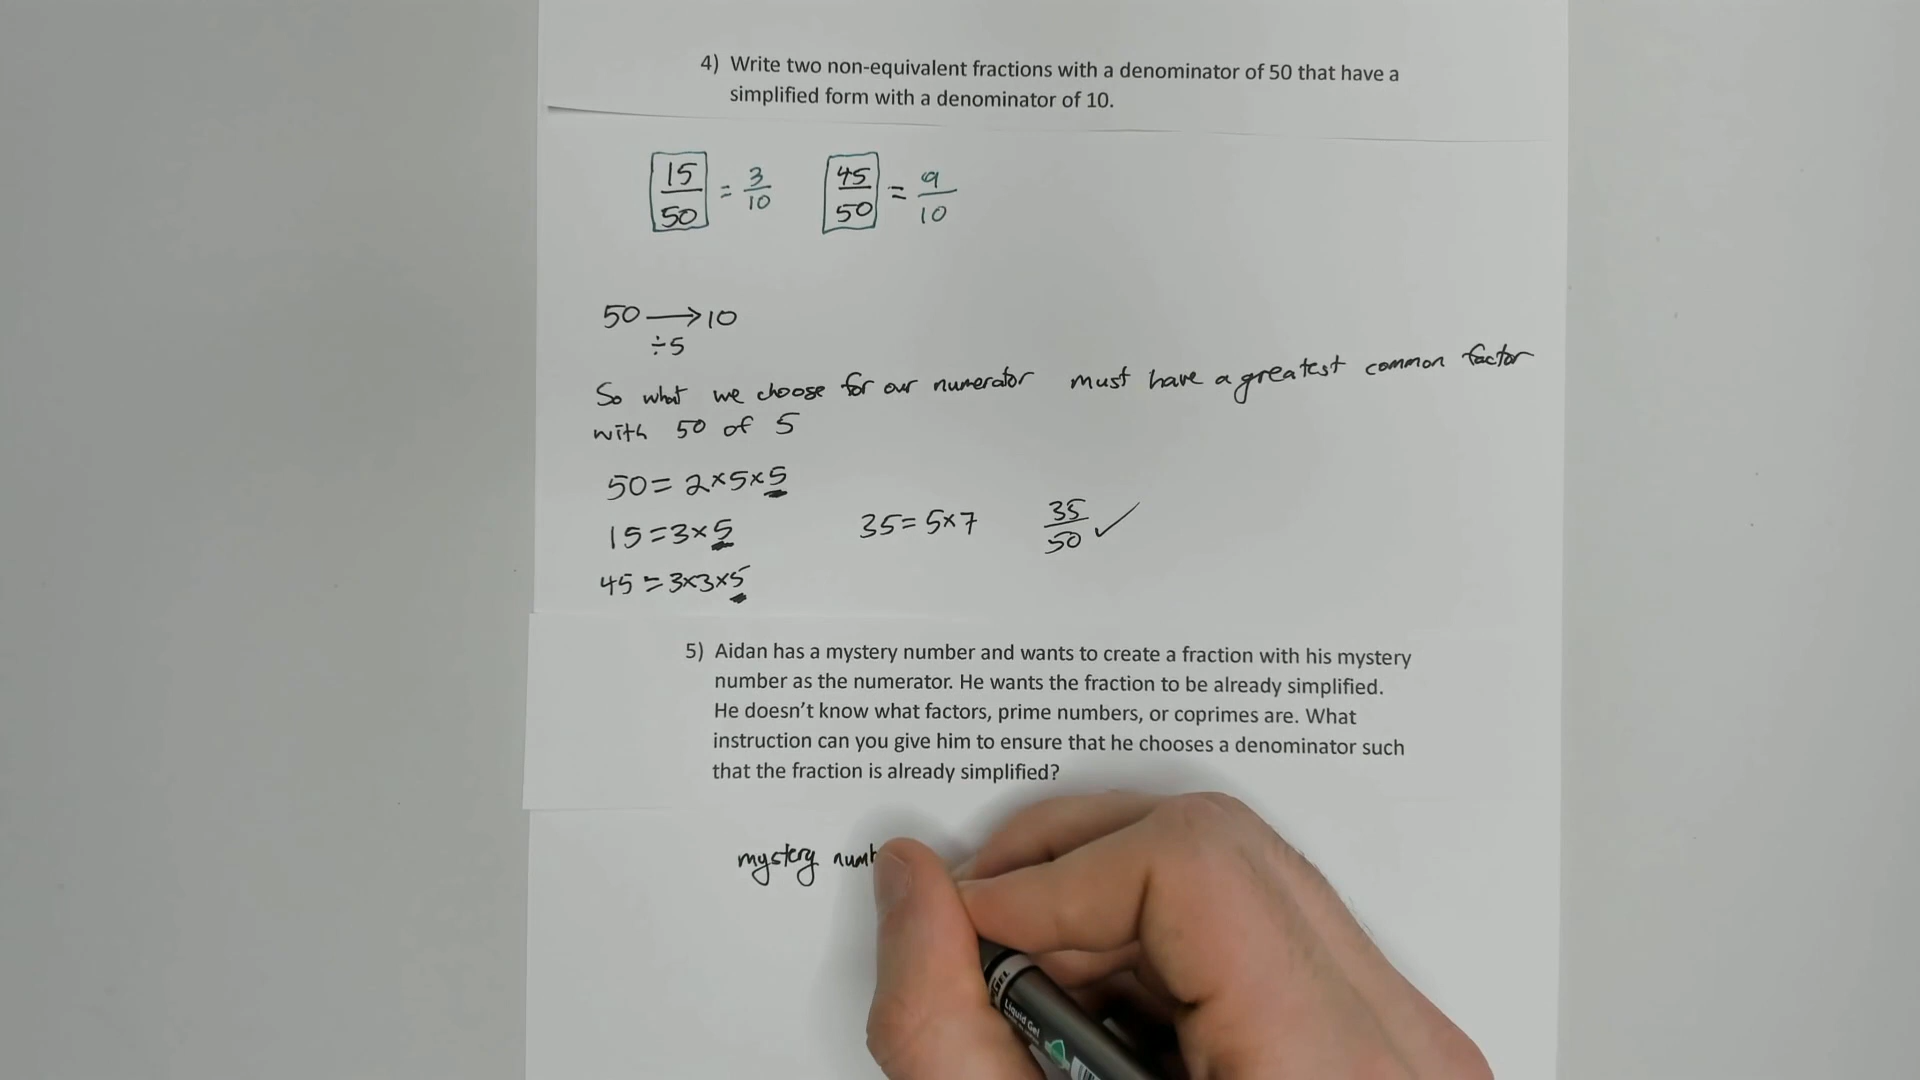 4) Write two non-equivalent fractions with a denominator of 50 that have a
simplified form with a denominator of 10.
15/50 = 3/10 45/50 = 9/10
50 → 10
÷5
So what we choose for our numerator must have a greatest common factor
with 50 of 5
50 = 2×5×5
15 = 3×5 35 = 5×7 35/50 ✓
45 = 3×3×5
5) Aidan has a mystery number and wants to create a fraction with his mystery
number as the numerator. He wants the fraction to be already simplified.
He doesn't know what factors, prime numbers, or coprimes are. What
instruction can you give him to ensure that he chooses a denominator such
that the fraction is already simplified?
mystery numb
Liquid Gel